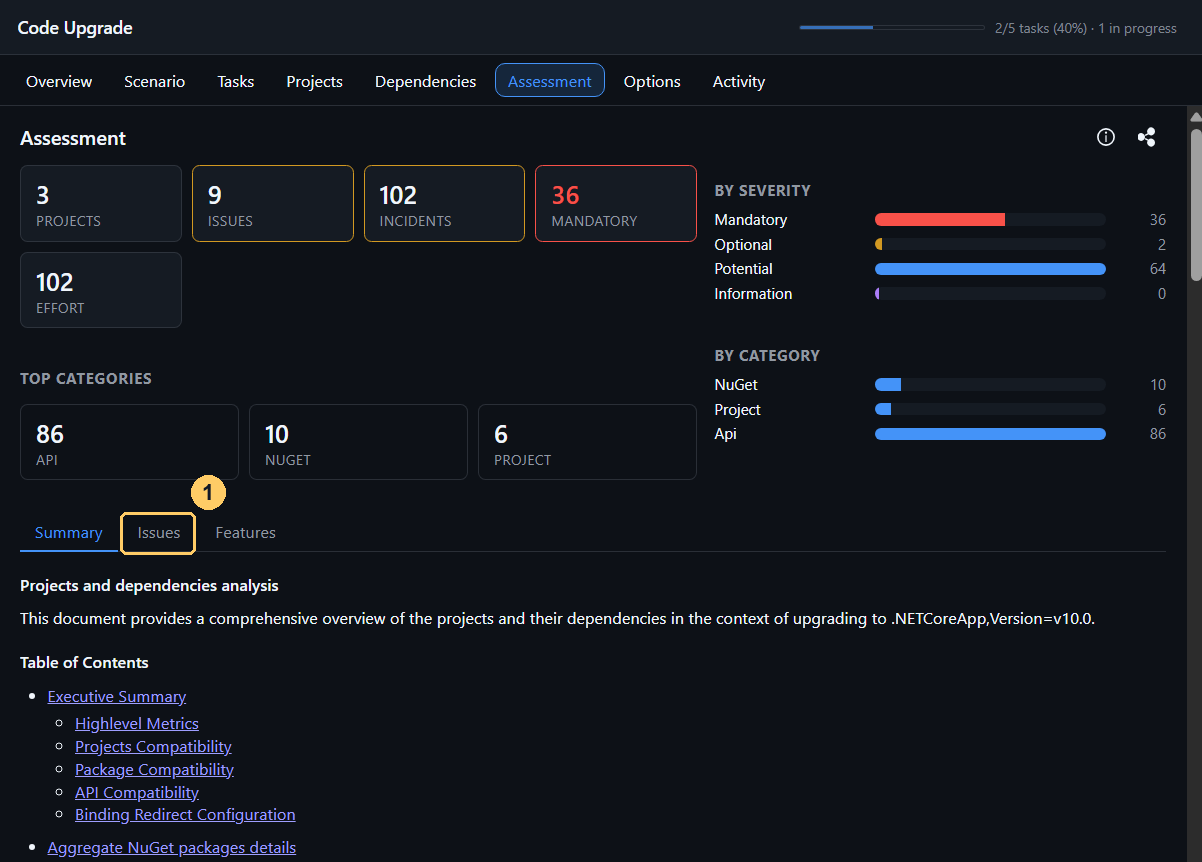 Code Upgrade
2/5 tasks (40%) · 1 in progress
Overview Scenario Tasks Projects Dependencies Assessment Options Activity
Assessment
3
PROJECTS
9
ISSUES
102
INCIDENTS
36
MANDATORY
102
EFFORT
BY SEVERITY
Mandatory 36
Optional 2
Potential 64
Information 0
TOP CATEGORIES
86
API
10
NUGET
6
PROJECT
BY CATEGORY
NuGet 10
Project 6
Api 86
1
Summary Issues Features
Projects and dependencies analysis
This document provides a comprehensive overview of the projects and their dependencies in the context of upgrading to .NETCoreApp,Version=v10.0.
Table of Contents
Executive Summary
Highlevel Metrics
Projects Compatibility
Package Compatibility
API Compatibility
Binding Redirect Configuration
Aggregate NuGet packages details